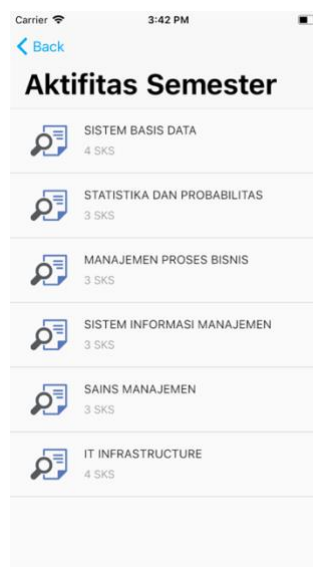 Carrier 3:42 PM
Back
Aktifitas Semester
SISTEM BASIS DATA
4 SKS
STATISTIKA DAN PROBABILITAS
3 SKS
MANAJEMEN PROSES BISNIS
3 SKS
SISTEM INFORMASI MANAJEMEN
3 SKS
SAINS MANAJEMEN
3 SKS
IT INFRASTRUCTURE
4 SKS